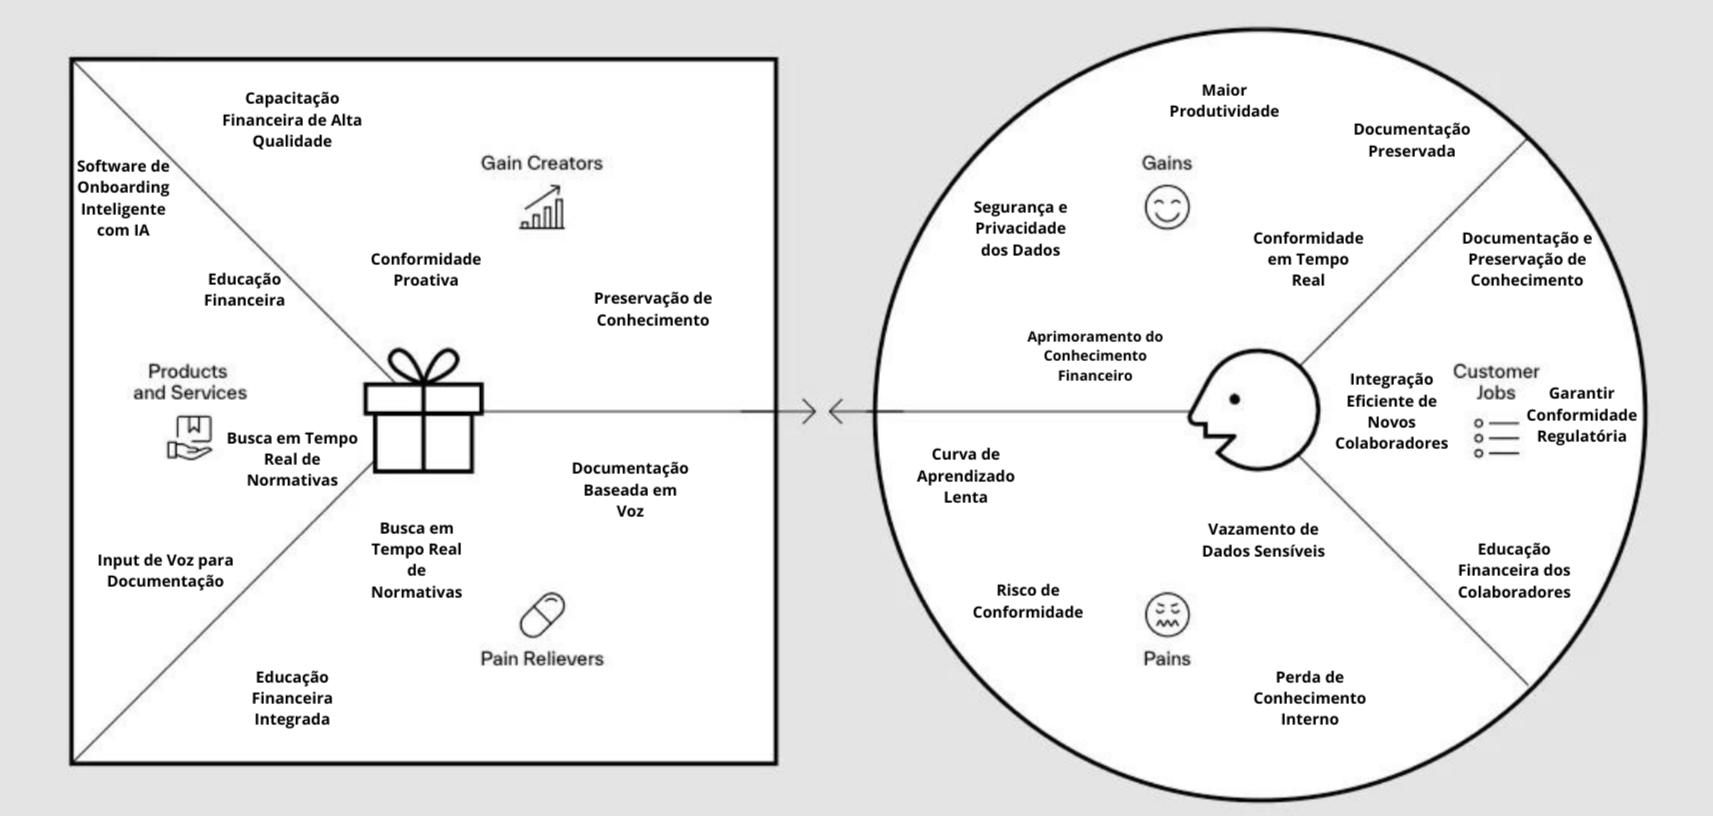 Capacitação
Financeira de Alta
Qualidade
Software de
Onboarding
Inteligente
com IA
Gain Creators
Educação
Financeira
Conformidade
Proativa
Preservação de
Conhecimento
Products
and Services
Busca em Tempo
Real de
Normativas
Input de Voz para
Documentação
Documentação
Baseada em
Voz
Busca em
Tempo Real
de
Normativas
Pain Relievers
Educação
Financeira
Integrada
Maior
Produtividade
Documentação
Preservada
Gains
Segurança e
Privacidade
dos Dados
Conformidade
em Tempo
Real
Aprimoramento do
Conhecimento
Financeiro
Documentação e
Preservação de
Conhecimento
Integração
Eficiente de
Novos
Colaboradores
Customer
Jobs
Garantir
Conformidade
Regulatória
Educação
Financeira dos
Colaboradores
Curva de
Aprendizado
Lenta
Vazamento de
Dados Sensíveis
Risco de
Conformidade
Pains
Perda de
Conhecimento
Interno